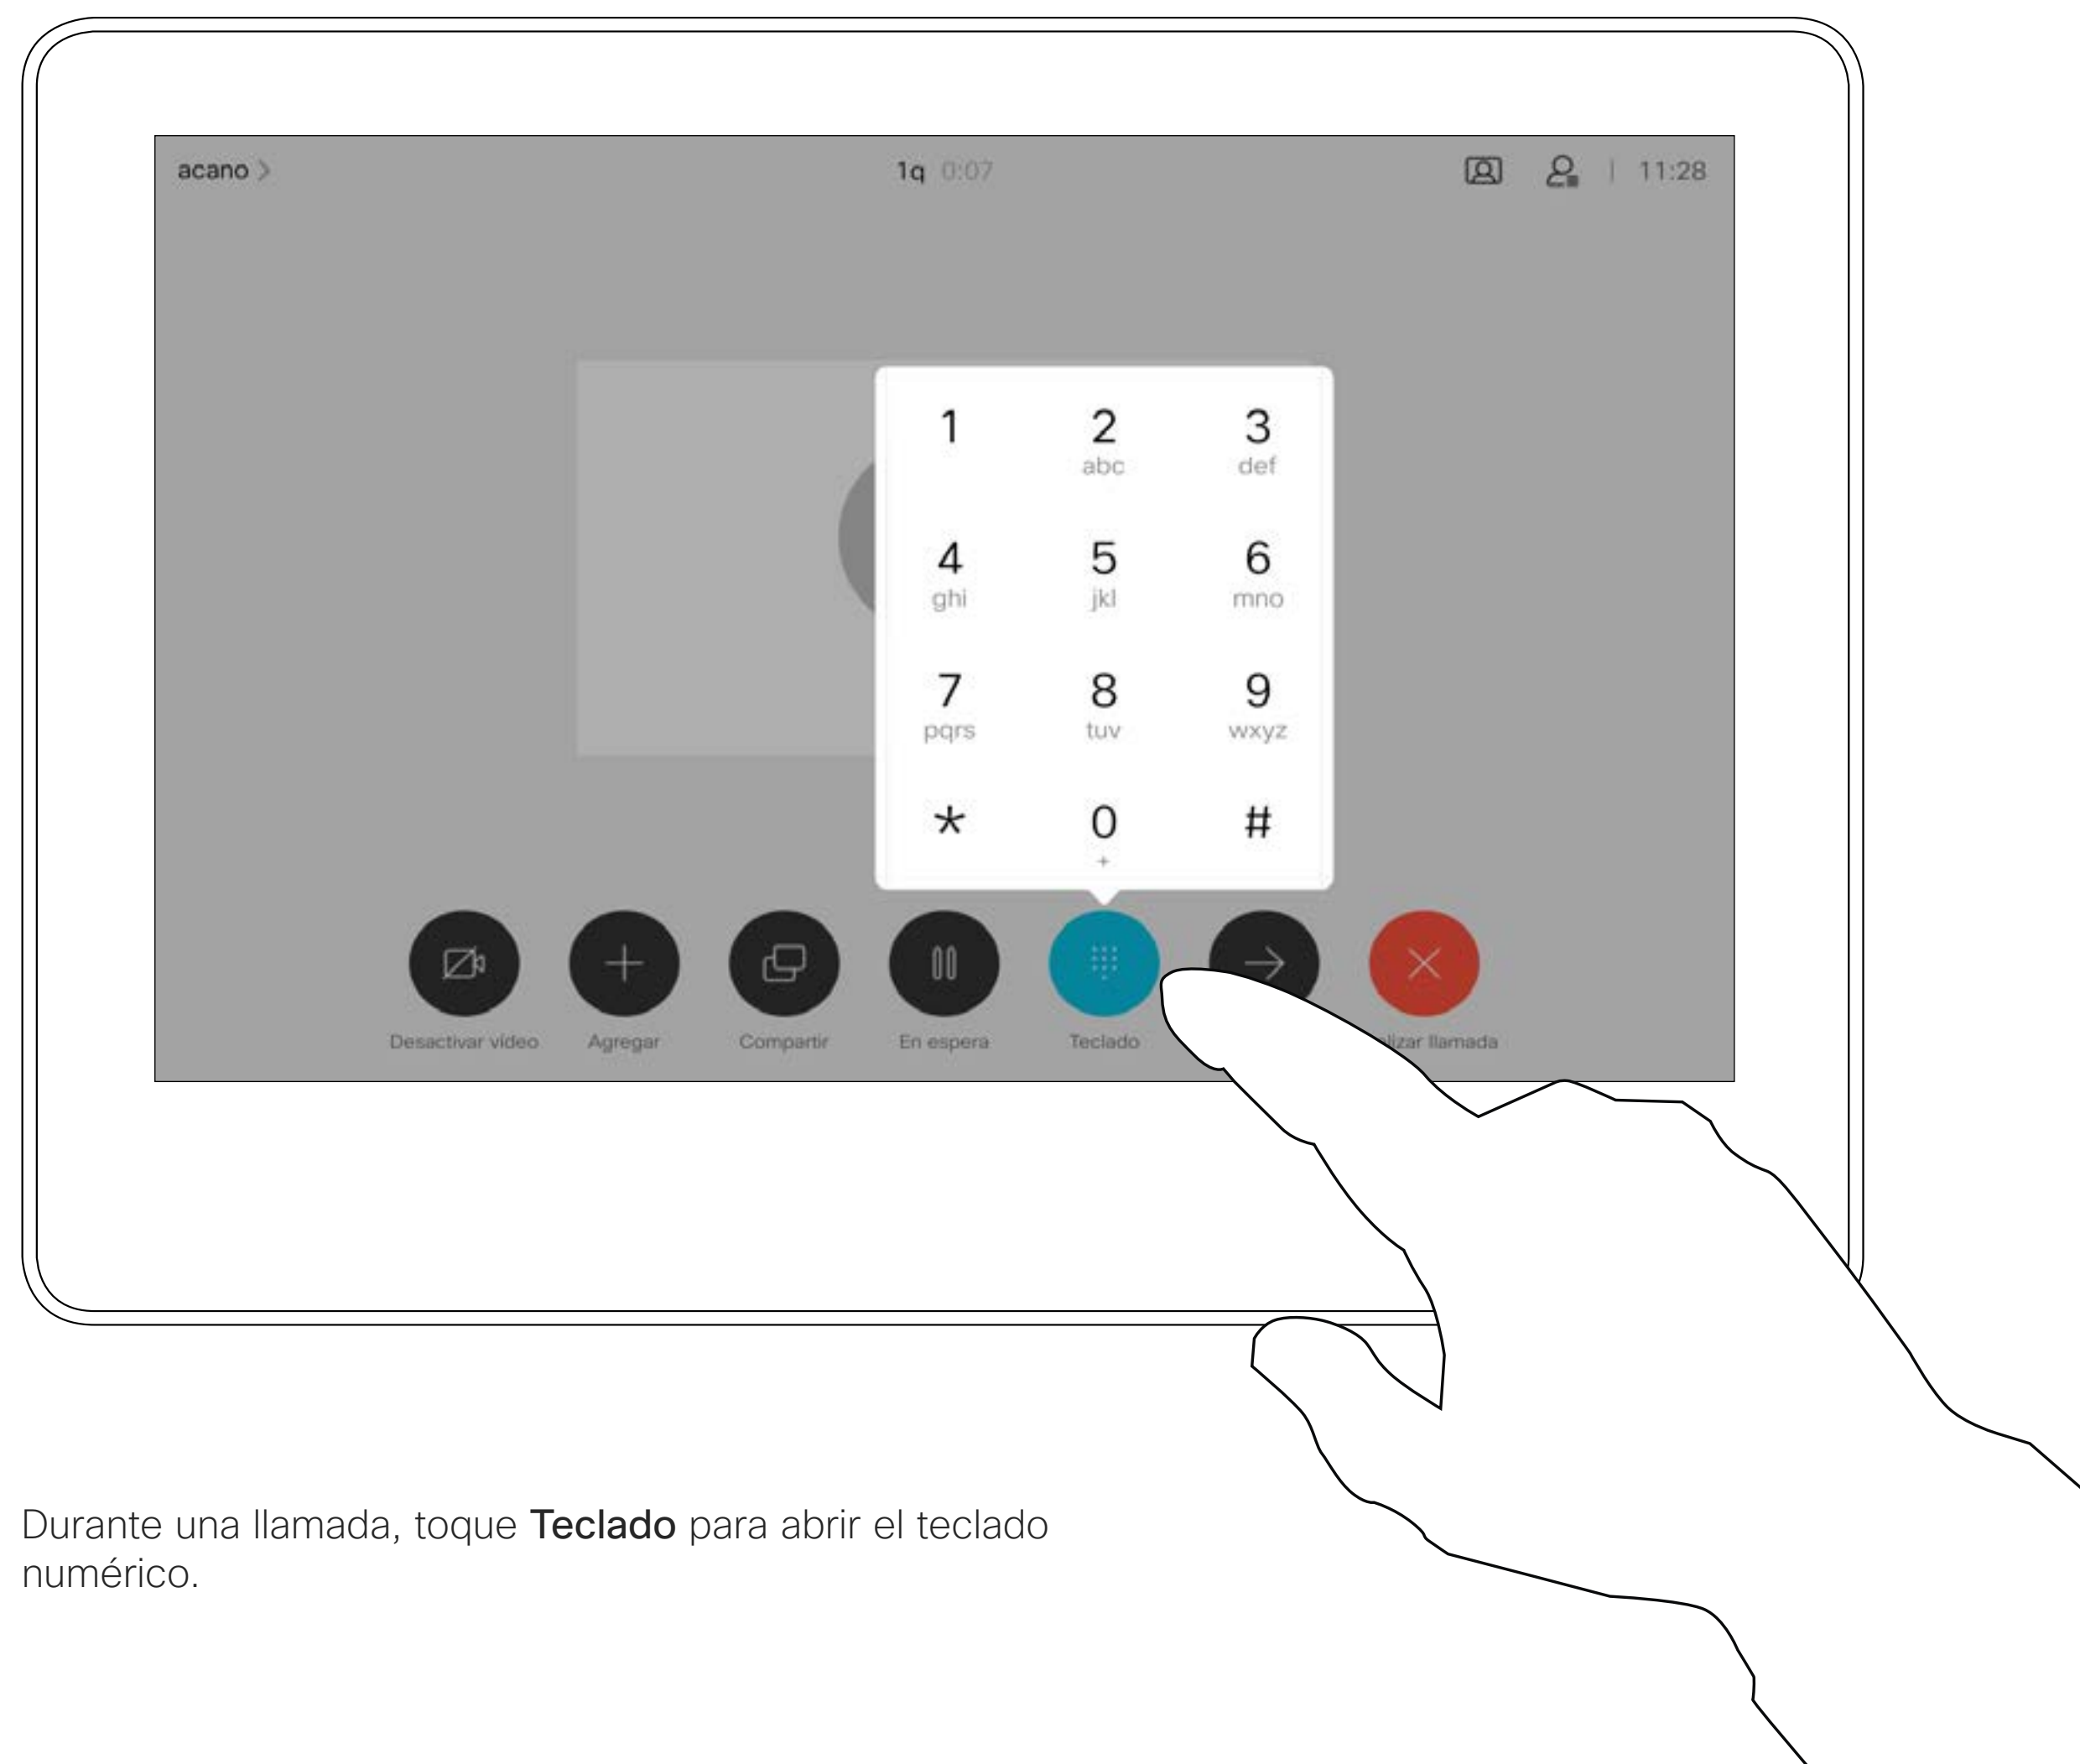 acano
1q 0:07
11:28
1 2 3
abc def
4 5 6
ghi jkl mno
7 8 9
pqrs tuv wxyz
* 0 #
+
Desactivar vídeo Agregar Compartir En espera Teclado llamada
Durante una llamada, toque Teclado para abrir el teclado
numérico.